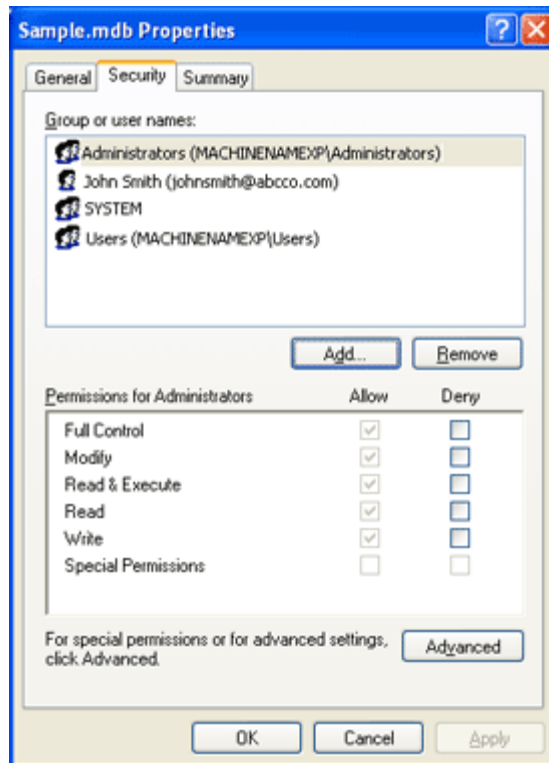 Sample.mdb Properties
General Security Summary
Group or user names:
Administrators (MACHINENAMEXP\Administrators)
John Smith (johnsmith@abcco.com)
SYSTEM
Users (MACHINENAMEXP\Users)
Add... Remove
Permissions for Administrators Allow Deny
Full Control
Modify
Read & Execute
Read
Write
Special Permissions
For special permissions or for advanced settings,
click Advanced.
Advanced
OK Cancel Apply